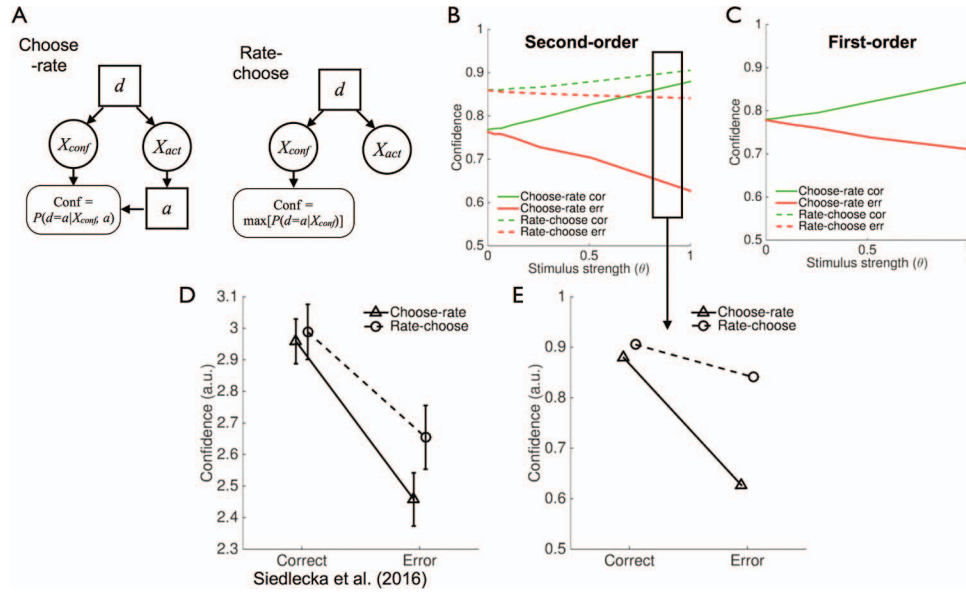 A
Choose
-rate
d
Xconf
Xact
Conf =
P(d=a|Xconf, a)
a
Rate-
choose
d
Xconf
Xact
Conf =
max[P(d=a|Xconf)]
B
Second-order
Confidence
1
0.9
0.8
0.7
0.6
0.5
0
0.5
1
Choose-rate cor
Choose-rate err
Rate-choose cor
Rate-choose err
Stimulus strength (θ)
C
First-order
Confidence
1
0.9
0.8
0.7
0.6
0.5
0
0.5
Choose-rate cor
Choose-rate err
Rate-choose cor
Rate-choose err
Stimulus strength (θ)
D
Confidence (a.u.)
3.1
3
2.9
2.8
2.7
2.6
2.5
2.4
2.3
Choose-rate
Rate-choose
Correct
Error
Siedlecka et al. (2016)
E
Confidence (a.u.)
1
0.9
0.8
0.7
0.6
0.5
Choose-rate
Rate-choose
Correct
Error